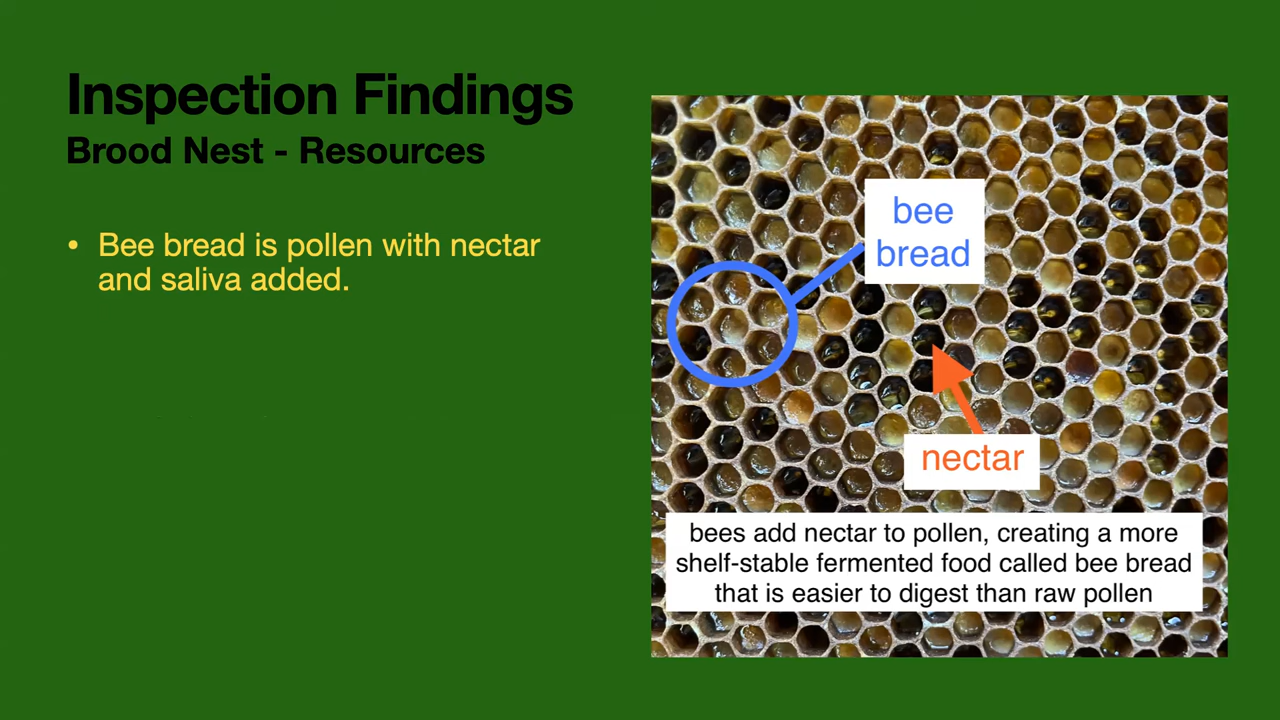 Inspection Findings
Brood Nest - Resources
• Bee bread is pollen with nectar
and saliva added.
bee
bread
nectar
bees add nectar to pollen, creating a more
shelf-stable fermented food called bee bread
that is easier to digest than raw pollen